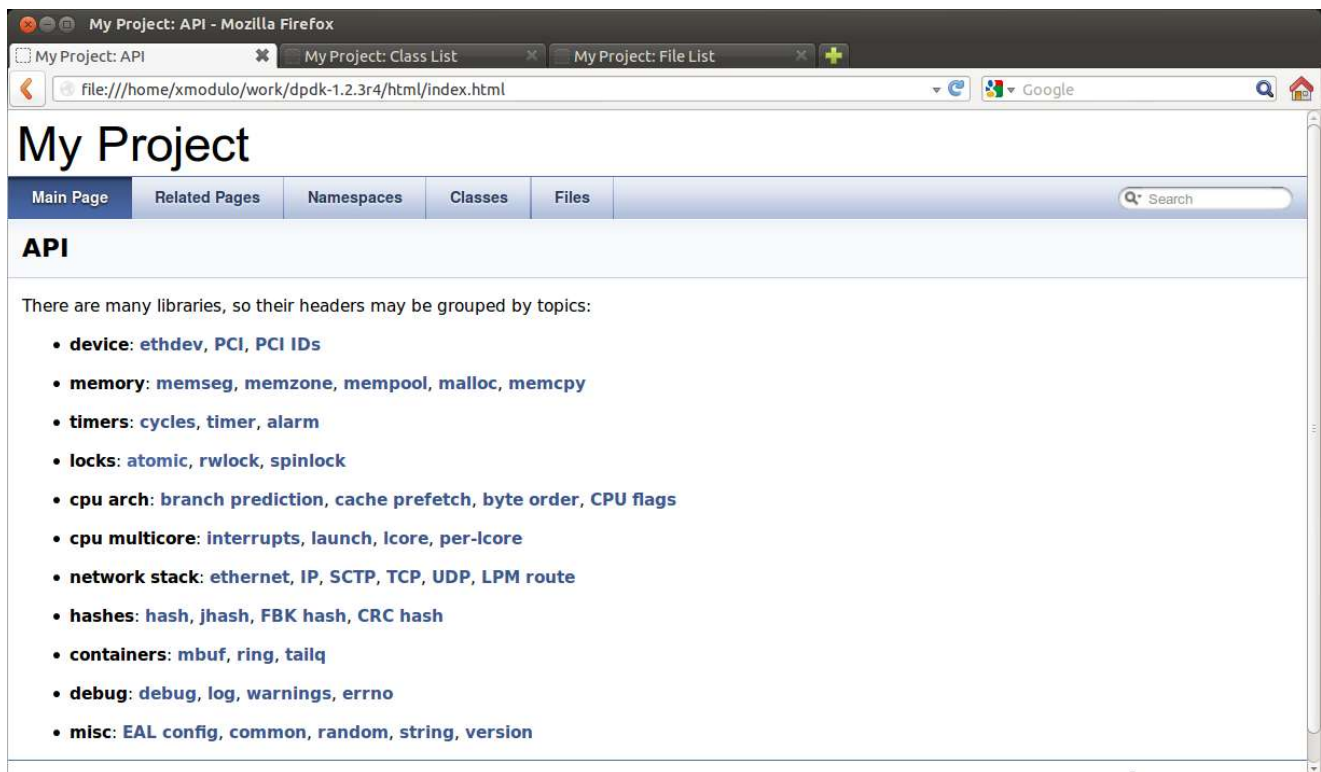 My Project: API - Mozilla Firefox
My Project: API My Project: Class List My Project: File List
file:///home/xmodulo/work/dpdk-1.2.3r4/html/index.html Google
My Project
Main Page Related Pages Namespaces Classes Files Search
API
There are many libraries, so their headers may be grouped by topics:
• device: ethdev, PCI, PCI IDs
• memory: memseg, memzone, mempool, malloc, memcpy
• timers: cycles, timer, alarm
• locks: atomic, rwlock, spinlock
• cpu arch: branch prediction, cache prefetch, byte order, CPU flags
• cpu multicore: interrupts, launch, lcore, per-lcore
• network stack: ethernet, IP, SCTP, TCP, UDP, LPM route
• hashes: hash, jhash, FBK hash, CRC hash
• containers: mbuf, ring, tailq
• debug: debug, log, warnings, errno
• misc: EAL config, common, random, string, version